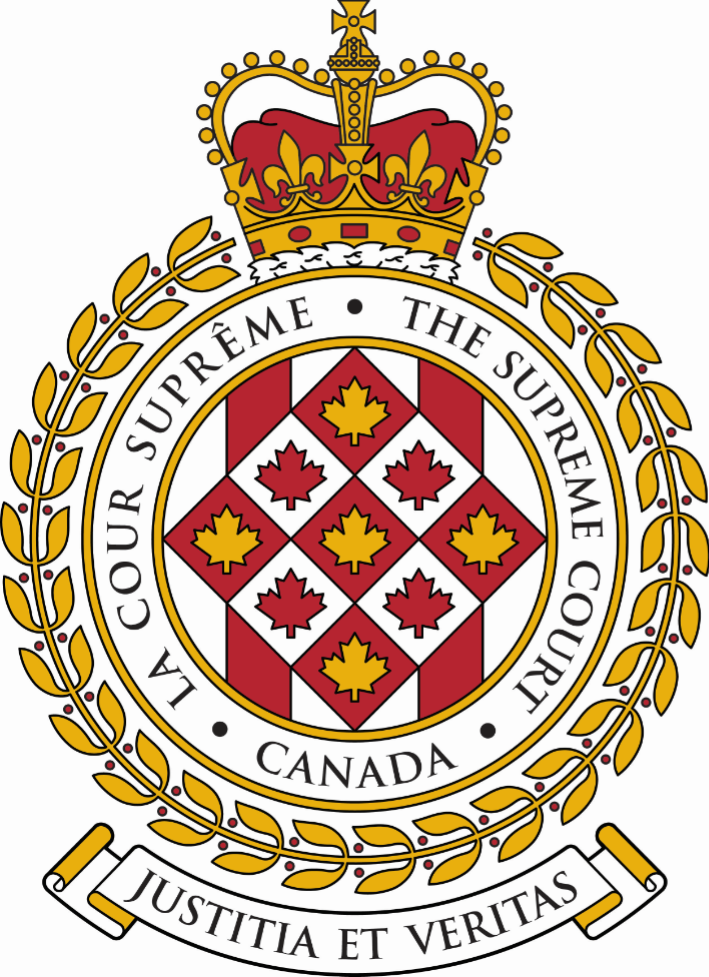 LA COUR SUPRÊME • THE SUPREME COURT • CANADA •
JUSTITIA ET VERITAS